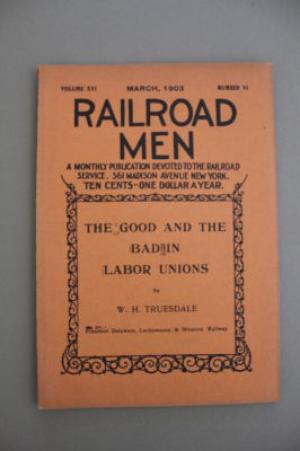 VOLUME XVI MARCH, 1903 NUMBER VI
RAILROAD
MEN
A MONTHLY PUBLICATION DEVOTED TO THE RAILROAD
SERVICE. 361 MADISON AVENUE NEW YORK.
TEN CENTS—ONE DOLLAR A YEAR.
THE GOOD AND THE
BAD IN
LABOR UNIONS
by
W. H. TRUESDALE
President Delaware, Lackawanna & Western Railway